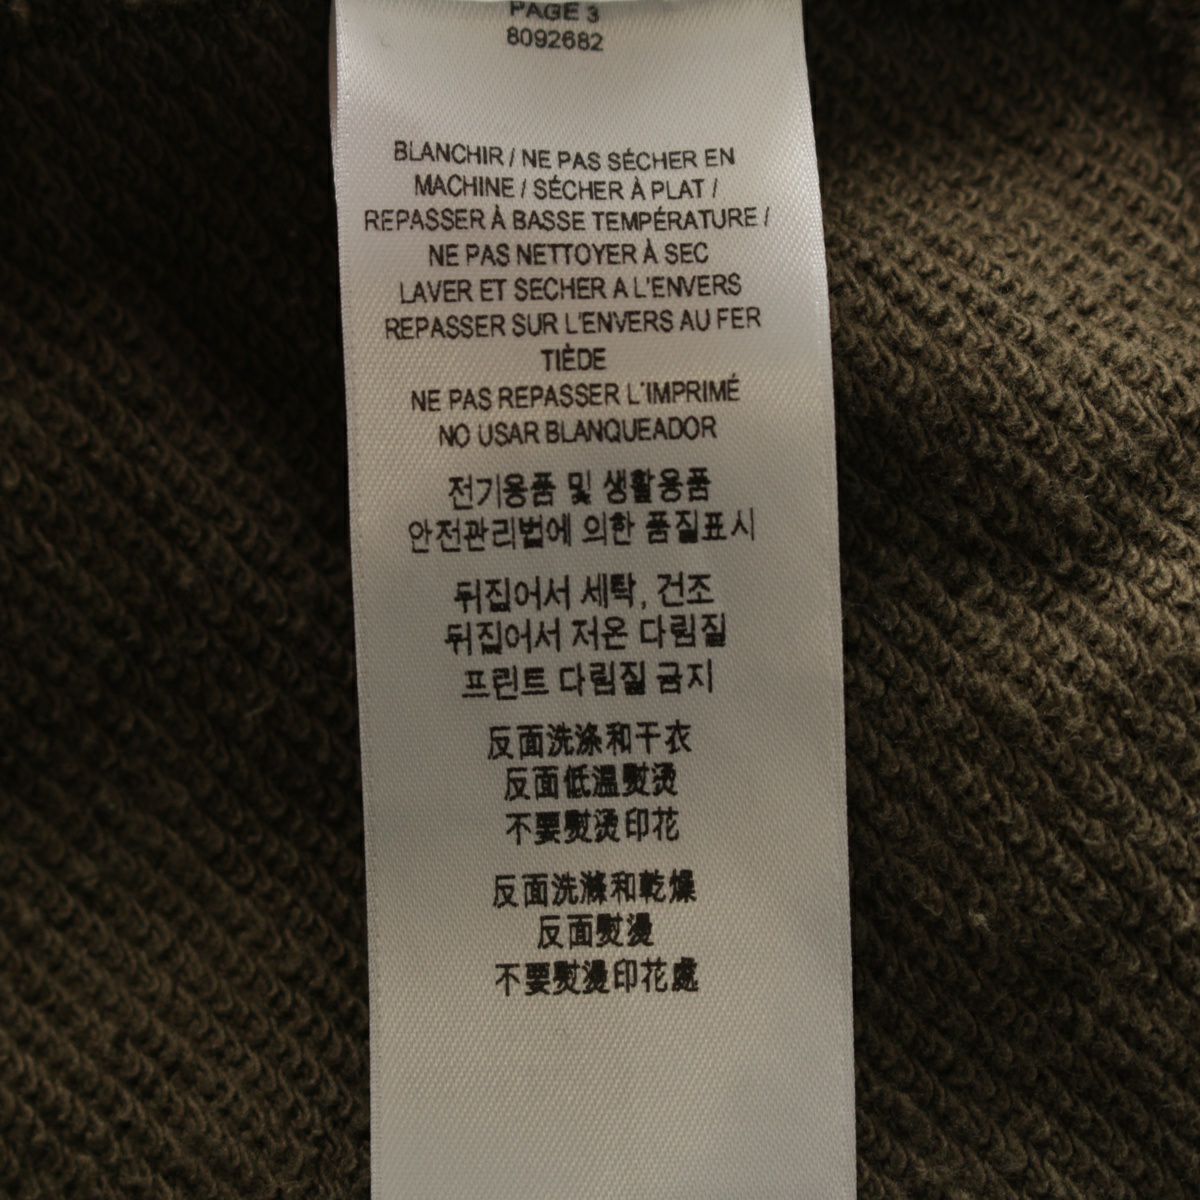 PAGE 3
8092682
BLANCHIR / NE PAS SÉCHER EN
MACHINE / SÉCHER À PLAT /
REPASSER À BASSE TEMPÉRATURE /
NE PAS NETTOYER À SEC
LAVER ET SECHER A L'ENVERS
REPASSER SUR L'ENVERS AU FER
TIÈDE
NE PAS REPASSER L'IMPRIMÉ
NO USAR BLANQUEADOR
전기용품 및 생활용품
안전관리법에 의한 품질표시
뒤집어서 세탁, 건조
뒤집어서 저온 다림질
프린트 다림질 금지
反面洗涤和干衣
反面低温熨烫
不要熨烫印花
反面洗滌和乾燥
反面熨燙
不要熨燙印花處